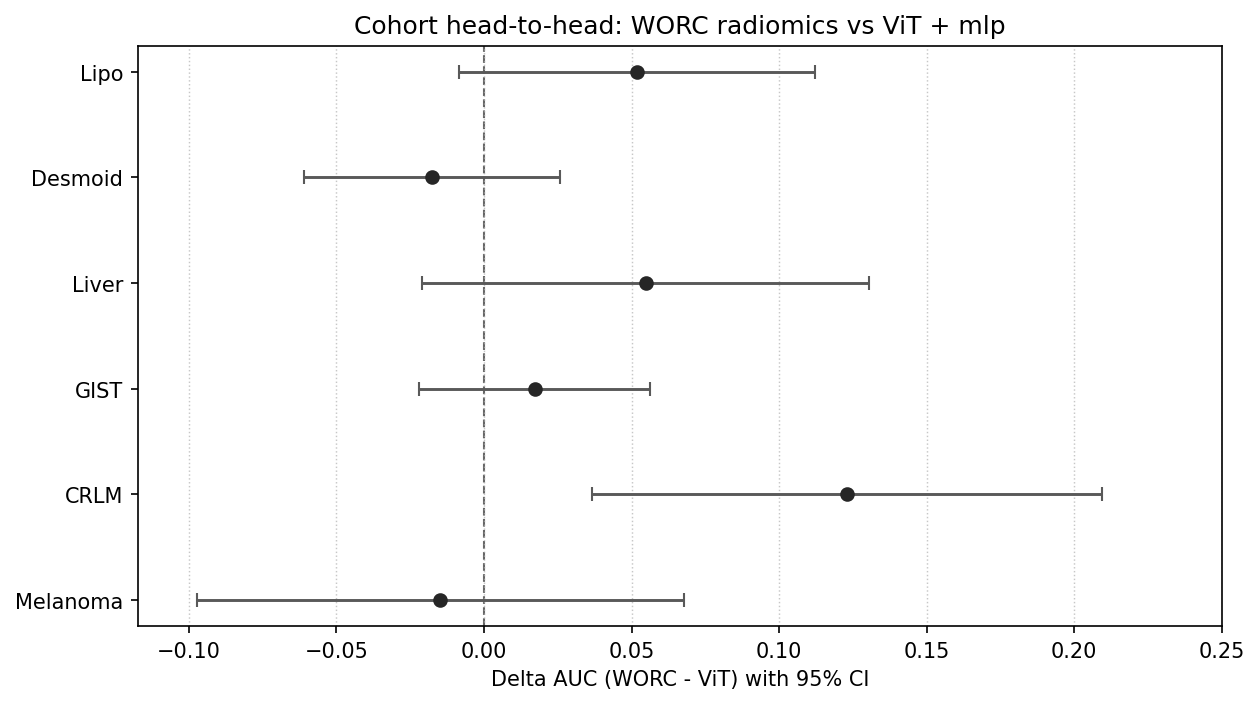 Cohort head-to-head: WORC radiomics vs ViT + mlp
Lipo
Desmoid
Liver
GIST
CRLM
Melanoma
−0.10 −0.05 0.00 0.05 0.10 0.15 0.20 0.25
Delta AUC (WORC - ViT) with 95% CI